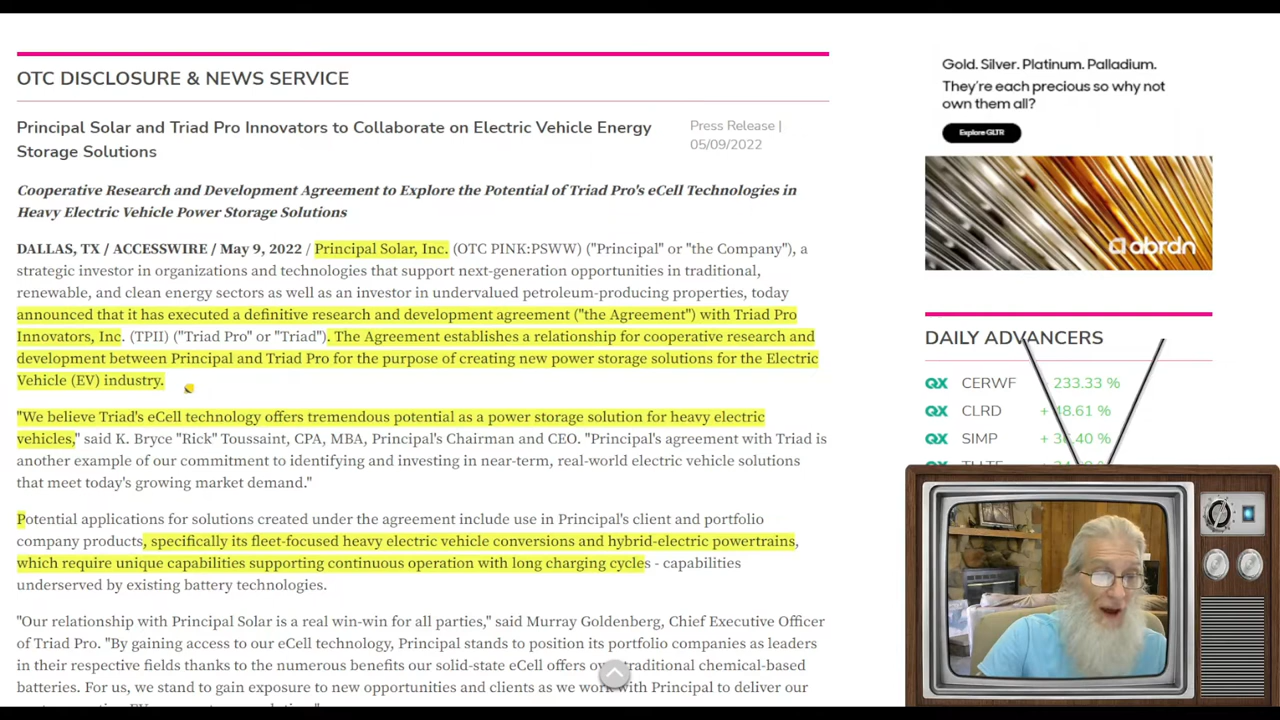 OTC DISCLOSURE & NEWS SERVICE
Principal Solar and Triad Pro Innovators to Collaborate on Electric Vehicle Energy
Storage Solutions
Press Release |
05/09/2022
Cooperative Research and Development Agreement to Explore the Potential of Triad Pro's eCell Technologies in
Heavy Electric Vehicle Power Storage Solutions
DALLAS, TX / ACCESSWIRE / May 9, 2022 / Principal Solar, Inc. (OTC PINK:PSWW) ("Principal" or "the Company"), a
strategic investor in organizations and technologies that support next-generation opportunities in traditional,
renewable, and clean energy sectors as well as an investor in undervalued petroleum-producing properties, today
announced that it has executed a definitive research and development agreement ("the Agreement") with Triad Pro
Innovators, Inc. (TPII) ("Triad Pro" or "Triad"). The Agreement establishes a relationship for cooperative research and
development between Principal and Triad Pro for the purpose of creating new power storage solutions for the Electric
Vehicle (EV) industry.
"We believe Triad's eCell technology offers tremendous potential as a power storage solution for heavy electric
vehicles," said K. Bryce "Rick" Toussaint, CPA, MBA, Principal's Chairman and CEO. "Principal's agreement with Triad is
another example of our commitment to identifying and investing in near-term, real-world electric vehicle solutions
that meet today's growing market demand."
Potential applications for solutions created under the agreement include use in Principal's client and portfolio
company products, specifically its fleet-focused heavy electric vehicle conversions and hybrid-electric powertrains,
which require unique capabilities supporting continuous operation with long charging cycles - capabilities
underserved by existing battery technologies.
"Our relationship with Principal Solar is a real win-win for all parties," said Murray Goldenberg, Chief Executive Officer
of Triad Pro. "By gaining access to our eCell technology, Principal stands to position its portfolio companies as leaders
in their respective fields thanks to the numerous benefits our solid-state eCell offers traditional chemical-based
batteries. For us, we stand to gain exposure to new opportunities and clients as we work with Principal to deliver our
Gold. Silver. Platinum. Palladium.
They're each precious so why not
own them all?
Explore GLTR
abrdn
DAILY ADVANCERS
QX CERWF 233.33 %
QX CLRD + 48.61 %
QX SIMP